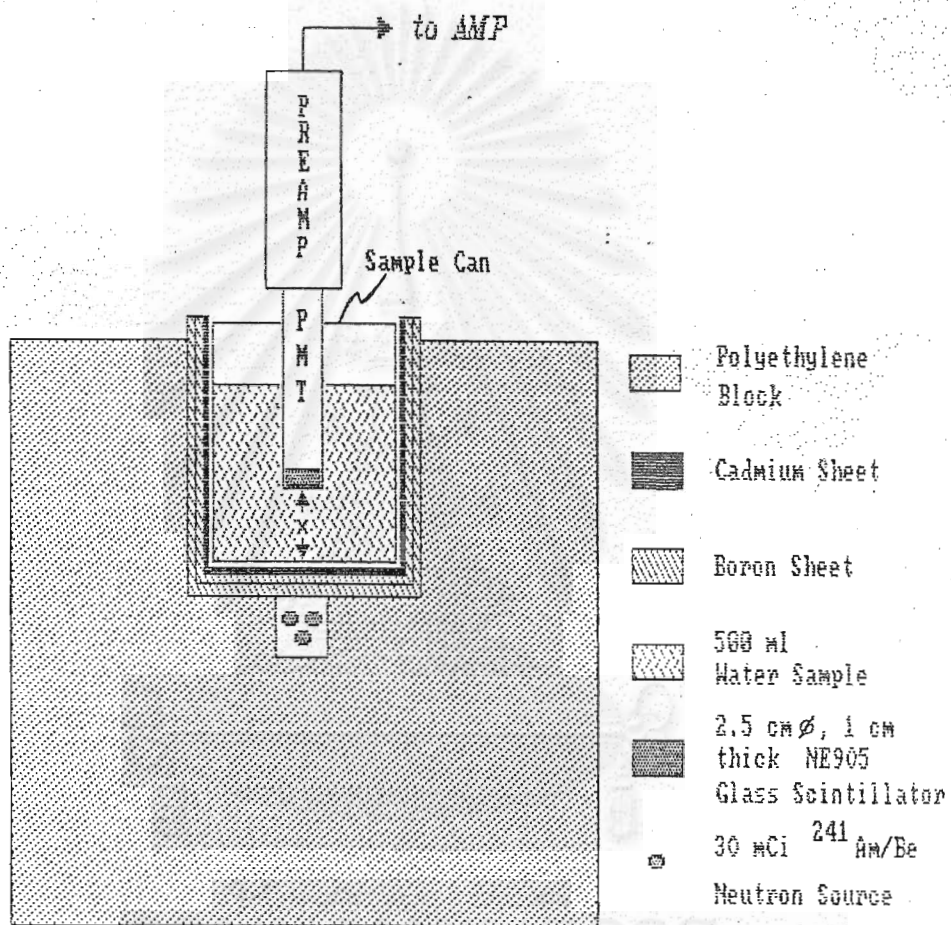 to AMP
PREAMP
Sample Can
PMT
x
Polyethylene
Block
Cadmium Sheet
Boron Sheet
500 ml
Water Sample
2.5 cm ϕ, 1 cm
thick NE905
Glass Scintillator
30 mCi 241Am/Be
Neutron Source